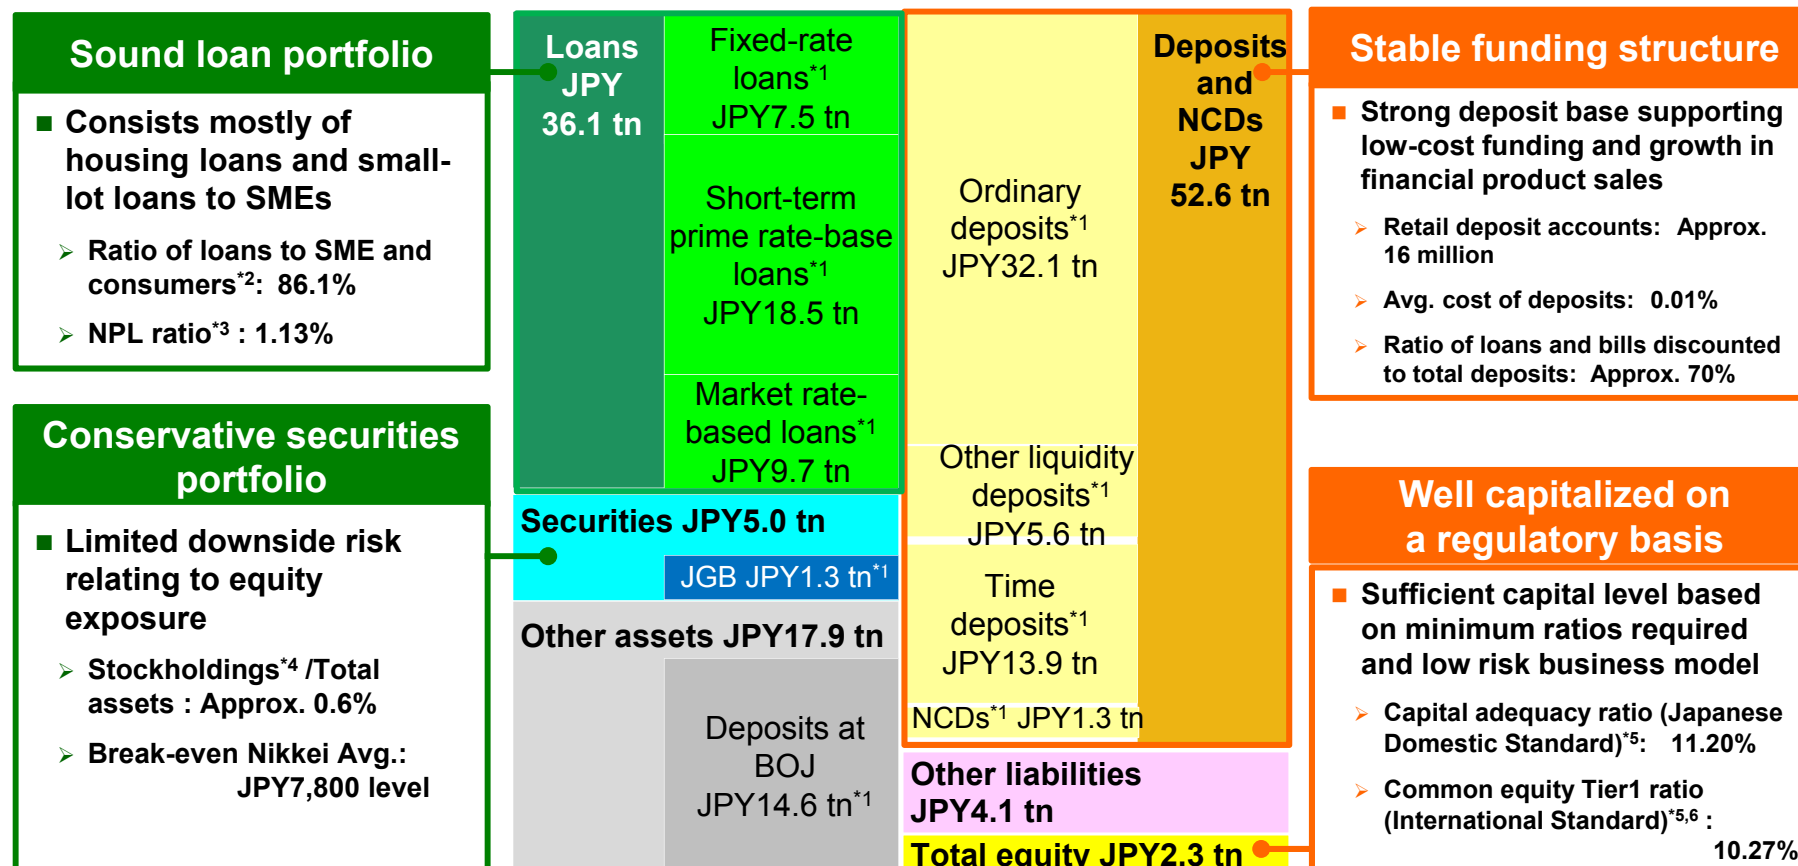 Sound loan portfolio
■ Consists mostly of
housing loans and small-
lot loans to SMEs
➢ Ratio of loans to SME and
consumers*2: 86.1%
➢ NPL ratio*3 : 1.13%
Conservative securities
portfolio
■ Limited downside risk
relating to equity
exposure
➢ Stockholdings*4 /Total
assets : Approx. 0.6%
➢ Break-even Nikkei Avg.:
JPY7,800 level
Loans
JPY
36.1 tn
Fixed-rate
loans*1
JPY7.5 tn
Short-term
prime rate-base
loans*1
JPY18.5 tn
Market rate-
based loans*1
JPY9.7 tn
Securities JPY5.0 tn
JGB JPY1.3 tn*1
Other assets JPY17.9 tn
Deposits at
BOJ
JPY14.6 tn*1
Ordinary
deposits*1
JPY32.1 tn
Other liquidity
deposits*1
JPY5.6 tn
Time
deposits*1
JPY13.9 tn
NCDs*1 JPY1.3 tn
Deposits
and
NCDs
JPY
52.6 tn
Other liabilities
JPY4.1 tn
Total equity JPY2.3 tn
Stable funding structure
■ Strong deposit base supporting
low-cost funding and growth in
financial product sales
➢ Retail deposit accounts: Approx.
16 million
➢ Avg. cost of deposits: 0.01%
➢ Ratio of loans and bills discounted
to total deposits: Approx. 70%
Well capitalized on
a regulatory basis
■ Sufficient capital level based
on minimum ratios required
and low risk business model
➢ Capital adequacy ratio (Japanese
Domestic Standard)*5: 11.20%
➢ Common equity Tier1 ratio
(International Standard)*5,6 :
10.27%